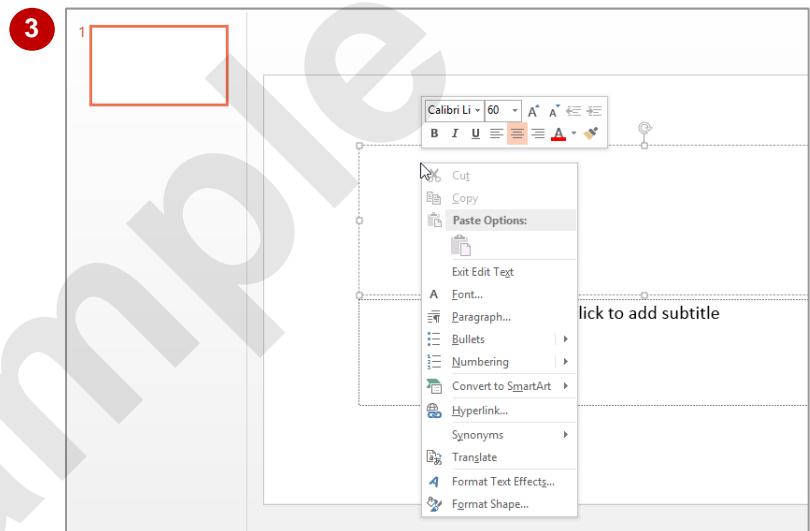 3
1
Calibri Li 60 A A
B I U A
Cut
Copy
Paste Options:
Exit Edit Text
A Font...
Paragraph...
lick to add subtitle
Bullets
Numbering
Convert to SmartArt
Hyperlink...
Synonyms
Translate
A Format Text Effects...
Format Shape...
mple